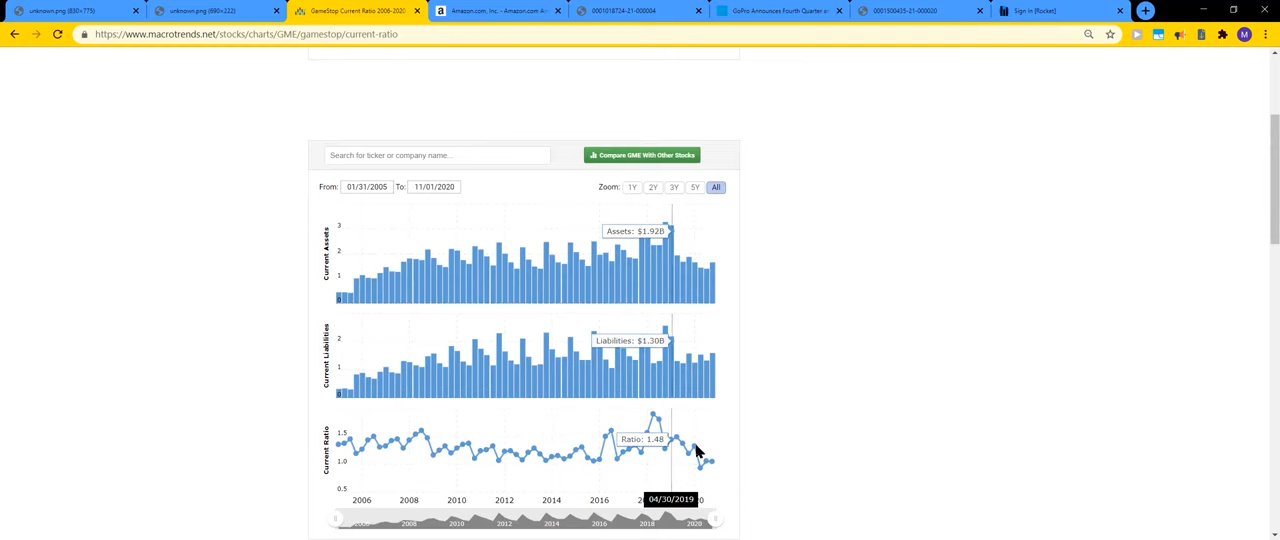 unknown.png (830×775)
unknown.png (690×222)
GameStop Current Ratio 2006-2020
Amazon.com, Inc. - Amazon.com An
0001018724-21-000004
GoPro Announces Fourth Quarter a
0001500435-21-000020
Sign In [Rocket]
https://www.macrotrends.net/stocks/charts/GME/gamestop/current-ratio
M
Search for ticker or company name...
Compare GME With Other Stocks
From: 01/31/2005 To: 11/01/2020
Zoom: 1Y 2Y 3Y 5Y All
Current Assets
3
2
1
0
Assets: $1.92B
Current Liabilities
2
1
0
Liabilities: $1.30B
Current Ratio
1.5
1.0
0.5
Ratio: 1.48
2006 2008 2010 2012 2014 2016
04/30/2019
2006 2008 2010 2012 2014 2016 2018 2020